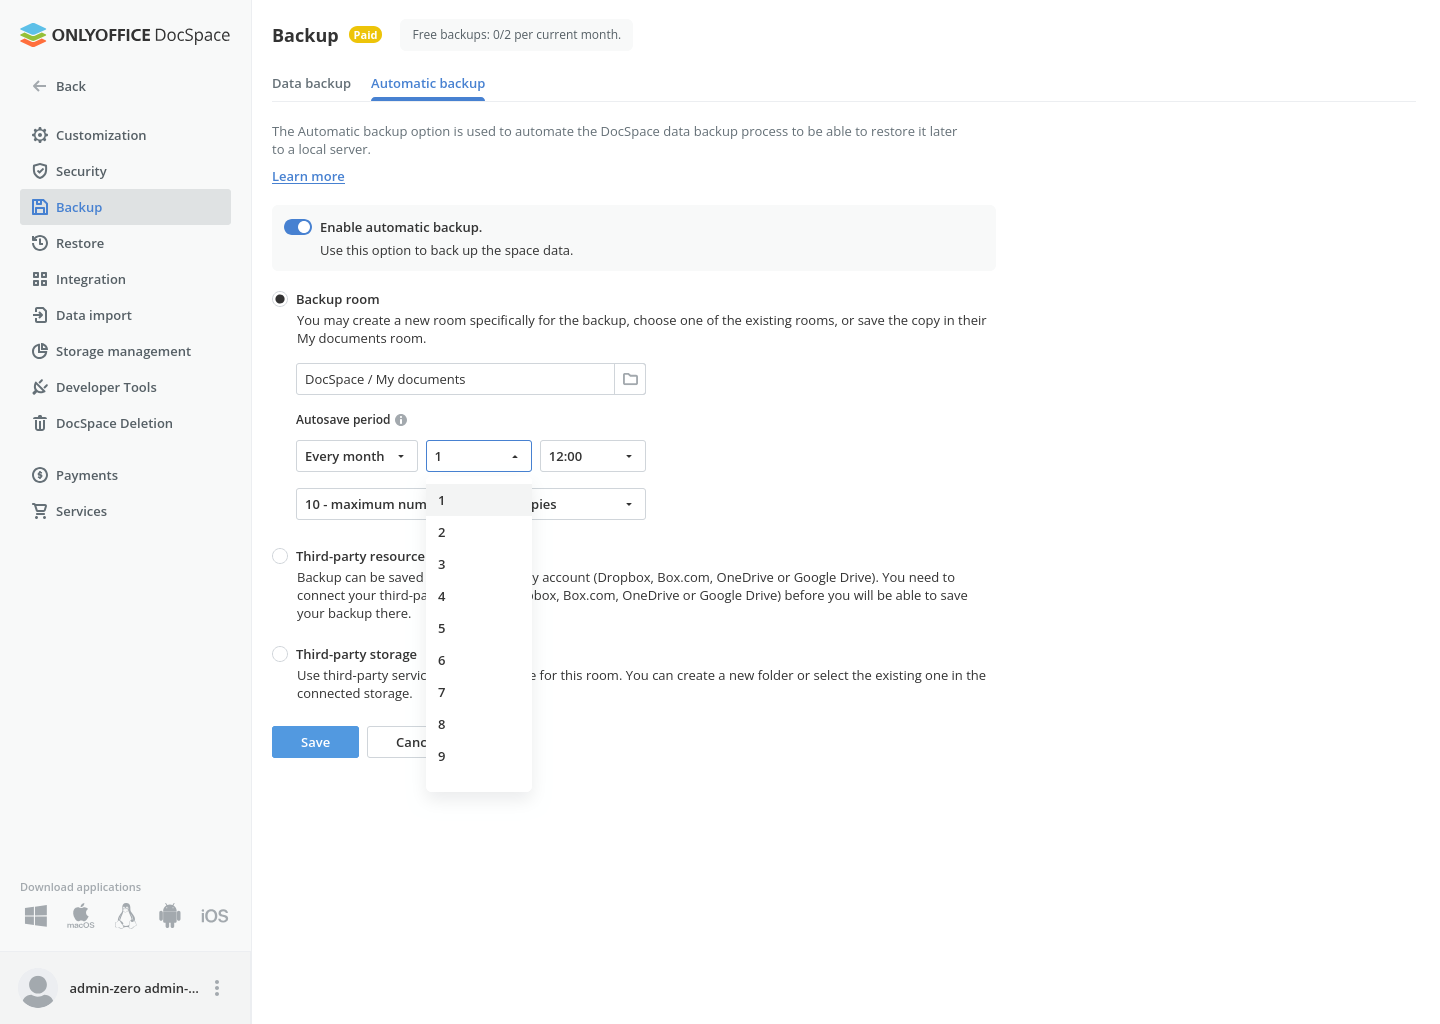 ONLYOFFICE DocSpace
Back
Customization
Security
Backup
Restore
Integration
Data import
Storage management
Developer Tools
DocSpace Deletion
Payments
Services
Download applications
macOS
iOS
admin-zero admin-...
Backup
Paid
Free backups: 0/2 per current month.
Data backup
Automatic backup
The Automatic backup option is used to automate the DocSpace data backup process to be able to restore it later
to a local server.
Learn more
Enable automatic backup.
Use this option to back up the space data.
Backup room
You may create a new room specifically for the backup, choose one of the existing rooms, or save the copy in their
My documents room.
DocSpace / My documents
Autosave period
Every month
1
12:00
10 - maximum num
pies
1
2
3
4
5
6
7
8
9
Third-party resource
Backup can be saved
y account (Dropbox, Box.com, OneDrive or Google Drive). You need to
connect your third-pa
box, Box.com, OneDrive or Google Drive) before you will be able to save
your backup there.
Third-party storage
Use third-party servic
e for this room. You can create a new folder or select the existing one in the
connected storage.
Save
Canc